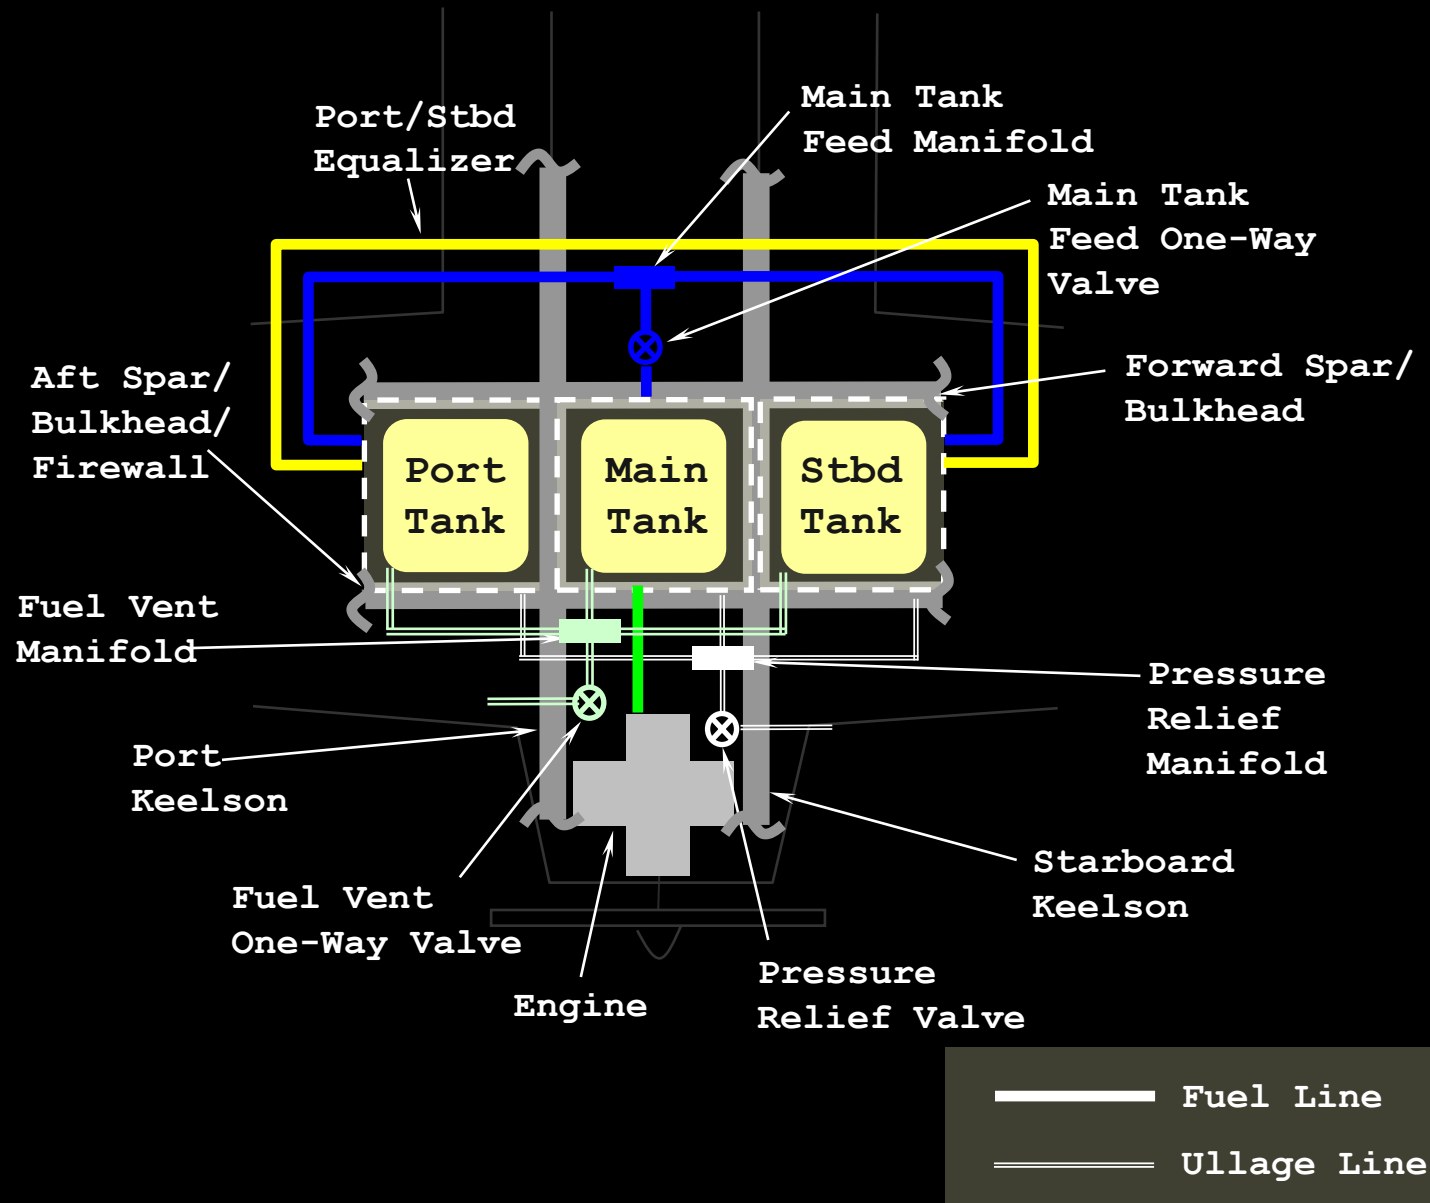 Port/Stbd
Equalizer
Main Tank
Feed Manifold
Main Tank
Feed One-Way
Valve
Aft Spar/
Bulkhead/
Firewall
Forward Spar/
Bulkhead
Port
Tank
Main
Tank
Stbd
Tank
Fuel Vent
Manifold
Pressure
Relief
Manifold
Port
Keelson
Starboard
Keelson
Fuel Vent
One-Way Valve
Pressure
Relief Valve
Engine
Fuel Line
Ullage Line